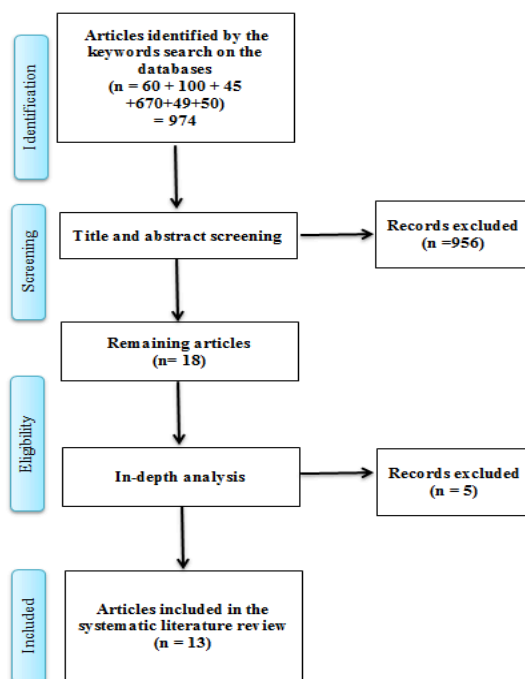 Identification
Articles identified by the
keywords search on the
databases
(n = 60 + 100 + 45
+670+49+50)
= 974
Screening
Title and abstract screening
Records excluded
(n =956)
Remaining articles
(n= 18)
Eligibility
In-depth analysis
Records excluded
(n = 5)
Included
Articles included in the
systematic literature review
(n = 13)